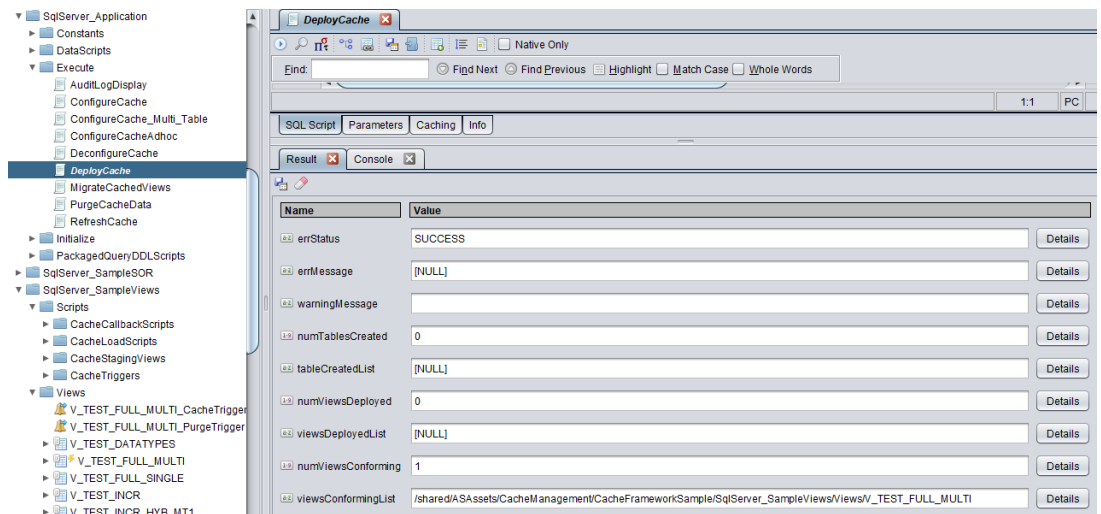 SqlServer_Application
Constants
DataScripts
Execute
AuditLogDisplay
ConfigureCache
ConfigureCache_Multi_Table
ConfigureCacheAdhoc
DeconfigureCache
DeployCache
MigrateCachedViews
PurgeCacheData
RefreshCache
Initialize
PackagedQueryDDLScripts
SqlServer_SampleSOR
SqlServer_SampleViews
Scripts
CacheCallbackScripts
CacheLoadScripts
CacheStagingViews
CacheTriggers
Views
V_TEST_FULL_MULTI_CacheTrigger
V_TEST_FULL_MULTI_PurgeTrigger
V_TEST_DATATYPES
V_TEST_FULL_MULTI
V_TEST_FULL_SINGLE
V_TEST_INCR
V_TEST_INCR_HYB_MT1
DeployCache
Native Only
Find: Find Next Find Previous Highlight Match Case Whole Words
1:1 PC
SQL Script Parameters Caching Info
Result Console
Name Value
errStatus SUCCESS Details
errMessage [NULL] Details
warningMessage Details
numTablesCreated 0 Details
tableCreatedList [NULL] Details
numViewsDeployed 0 Details
viewsDeployedList [NULL] Details
numViewsConforming 1 Details
viewsConformingList /shared/ASAssets/CacheManagement/CacheFrameworkSample/SqlServer_SampleViews/Views/V_TEST_FULL_MULTI Details